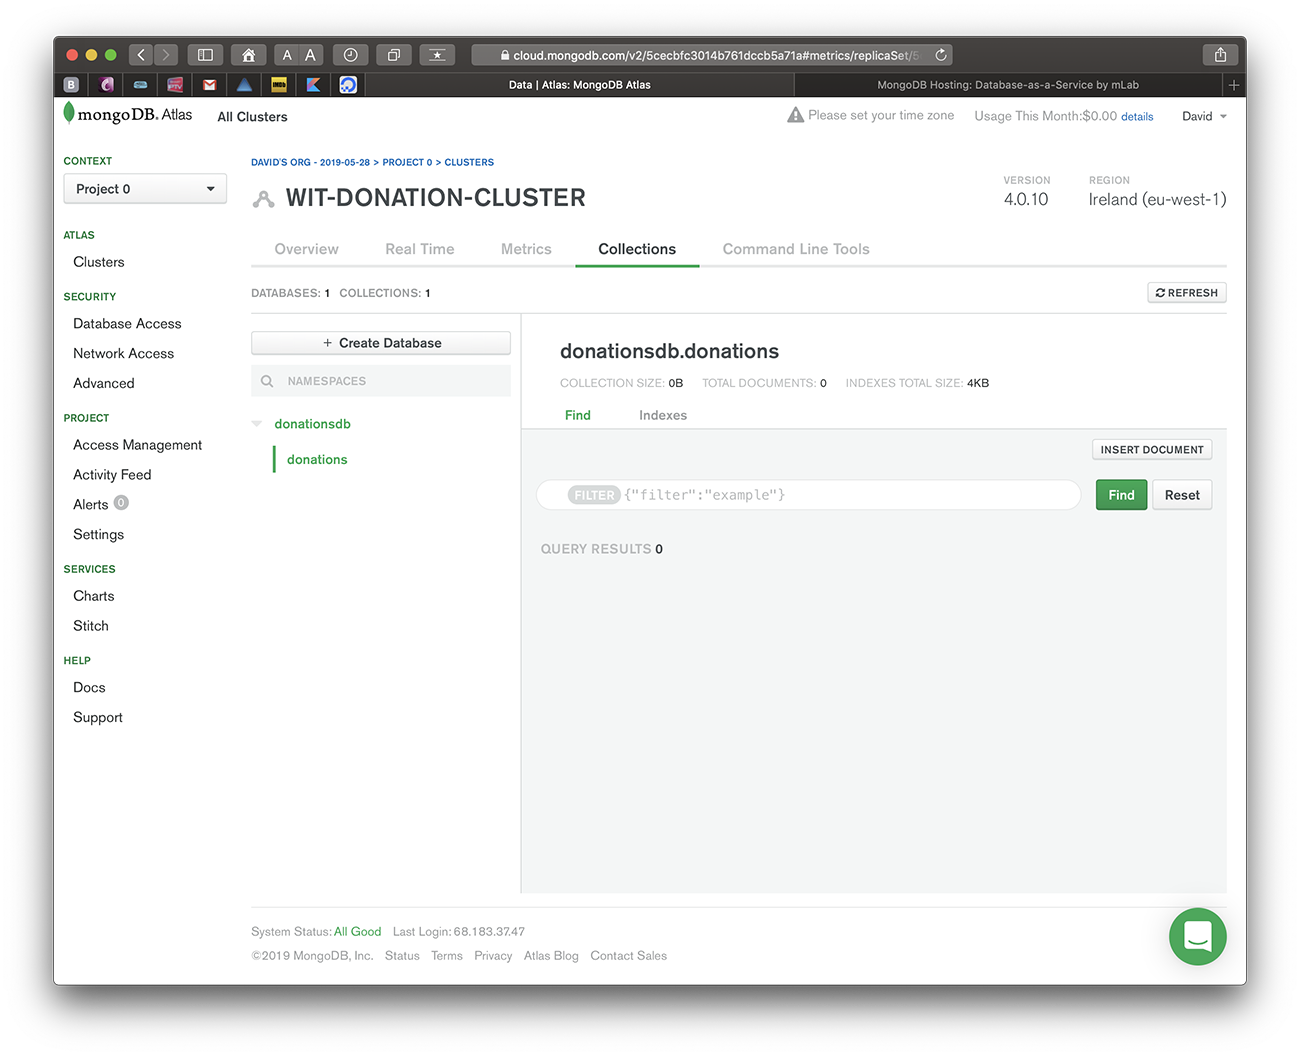 A A
cloud.mongodb.com/v2/5cecbfc3014b761dccb5a71a#metrics/replicaSet/5
B
IMDb
Data | Atlas: MongoDB Atlas
MongoDB Hosting: Database-as-a-Service by mLab
mongoDB. Atlas
All Clusters
Please set your time zone
Usage This Month:$0.00 details
David
CONTEXT
Project 0
ATLAS
Clusters
SECURITY
Database Access
Network Access
Advanced
PROJECT
Access Management
Activity Feed
Alerts 0
Settings
SERVICES
Charts
Stitch
HELP
Docs
Support
DAVID'S ORG - 2019-05-28 > PROJECT 0 > CLUSTERS
WIT-DONATION-CLUSTER
VERSION
4.0.10
REGION
Ireland (eu-west-1)
Overview
Real Time
Metrics
Collections
Command Line Tools
DATABASES: 1 COLLECTIONS: 1
REFRESH
+ Create Database
NAMESPACES
donationsdb
donations
donationsdb.donations
COLLECTION SIZE: 0B TOTAL DOCUMENTS: 0 INDEXES TOTAL SIZE: 4KB
Find
Indexes
INSERT DOCUMENT
FILTER {"filter":"example"}
Find
Reset
QUERY RESULTS 0
System Status: All Good Last Login: 68.183.37.47
©2019 MongoDB, Inc. Status Terms Privacy Atlas Blog Contact Sales